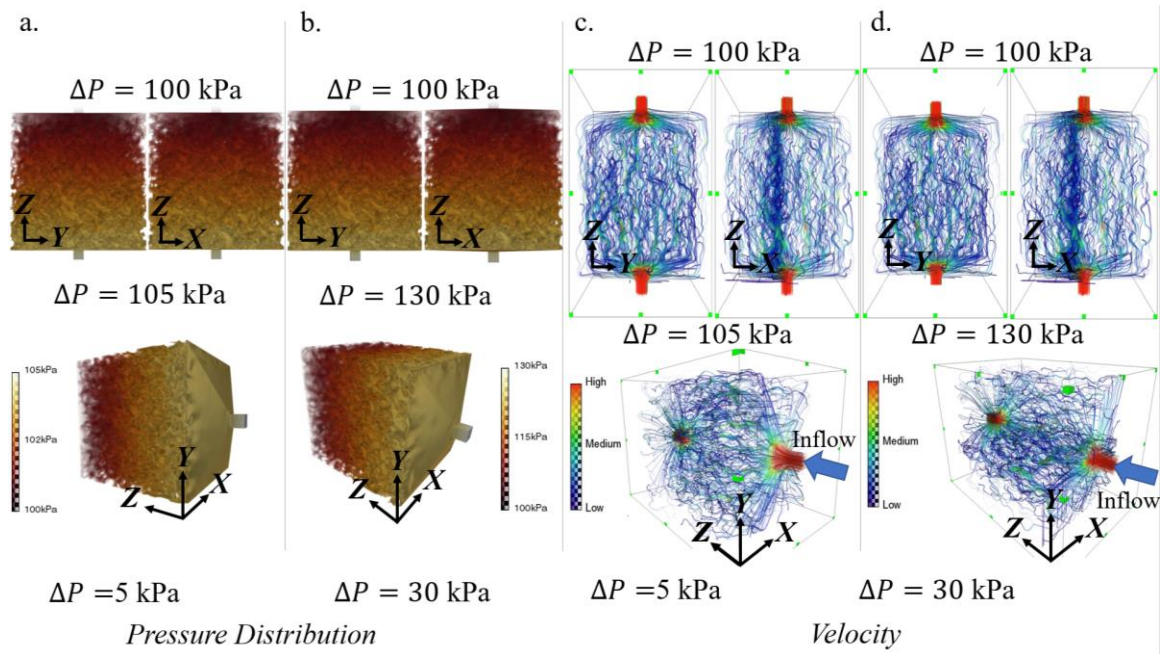 a.
b.
c.
d.
ΔP = 100 kPa
ΔP = 100 kPa
ΔP = 100 kPa
ΔP = 100 kPa
Z
Y
Z
X
Z
Y
Z
X
Z
Y
Z
X
Z
Y
Z
X
ΔP = 105 kPa
ΔP = 130 kPa
ΔP = 105 kPa
ΔP = 130 kPa
105kPa
102kPa
100kPa
Y
X
Z
130kPa
115kPa
100kPa
Y
X
Z
High
Medium
Low
Inflow
Y
X
Z
High
Medium
Low
Inflow
Y
X
Z
ΔP =5 kPa
ΔP = 30 kPa
ΔP =5 kPa
ΔP = 30 kPa
Pressure Distribution
Velocity